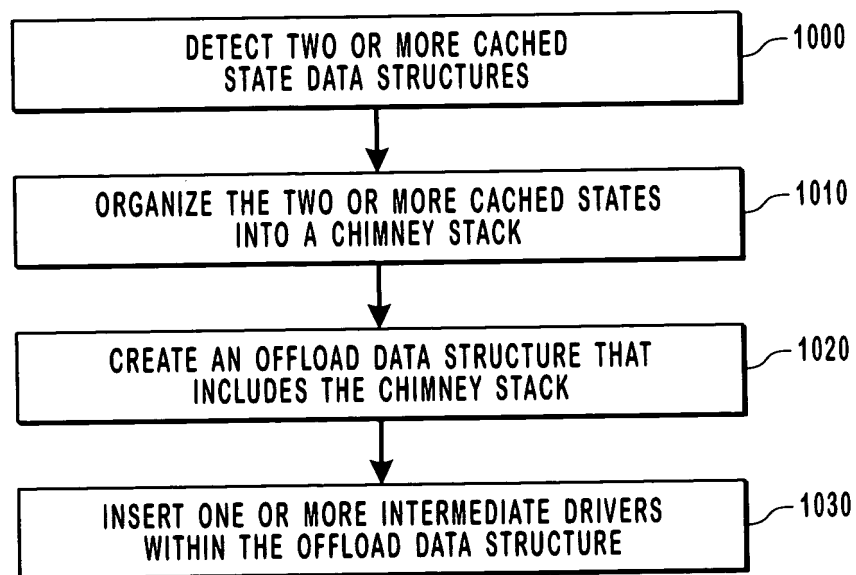 DETECT TWO OR MORE CACHED
STATE DATA STRUCTURES
1000
ORGANIZE THE TWO OR MORE CACHED STATES
INTO A CHIMNEY STACK
1010
CREATE AN OFFLOAD DATA STRUCTURE THAT
INCLUDES THE CHIMNEY STACK
1020
INSERT ONE OR MORE INTERMEDIATE DRIVERS
WITHIN THE OFFLOAD DATA STRUCTURE
1030